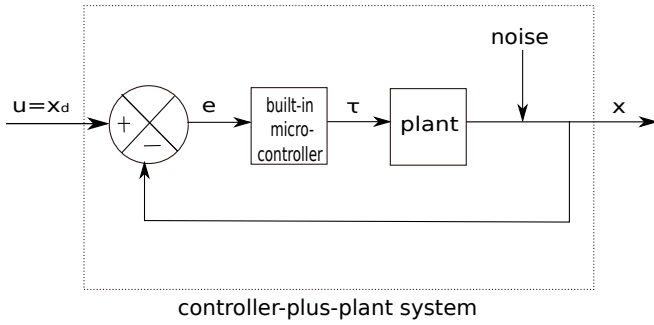 noise
u=xd
+
−
e
built-in
micro-
controller
τ
plant
x
controller-plus-plant system